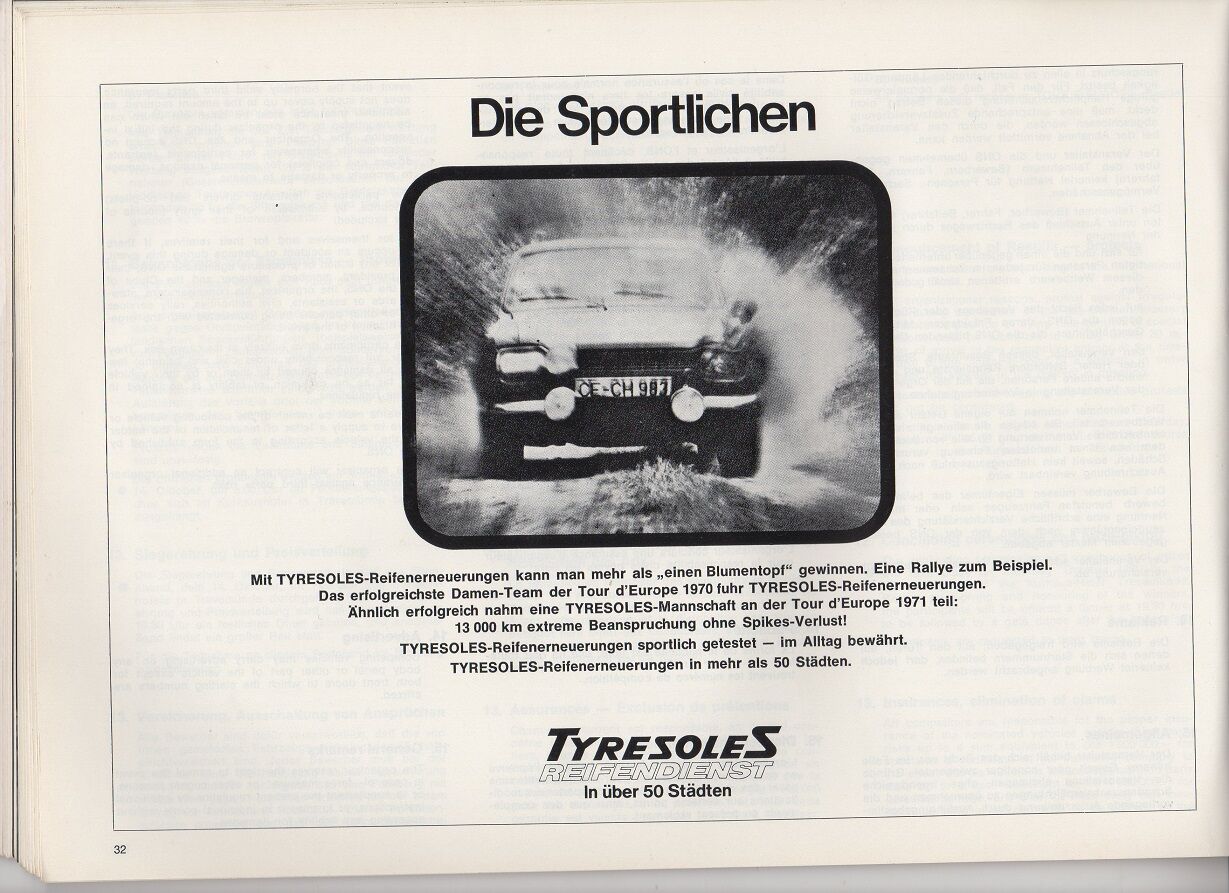 Die Sportlichen
CE-CH 983
Mit TYRESOLES-Reifenerneuerungen kann man mehr als „einen Blumentopf“ gewinnen. Eine Rallye zum Beispiel.
Das erfolgreichste Damen-Team der Tour d'Europe 1970 fuhr TYRESOLES-Reifenerneuerungen.
Ähnlich erfolgreich nahm eine TYRESOLES-Mannschaft an der Tour d'Europe 1971 teil:
13 000 km extreme Beanspruchung ohne Spikes-Verlust!
TYRESOLES-Reifenerneuerungen sportlich getestet — im Alltag bewährt.
TYRESOLES-Reifenerneuerungen in mehr als 50 Städten.
TYRESOLES
REIFENDIENST
In über 50 Städten
32